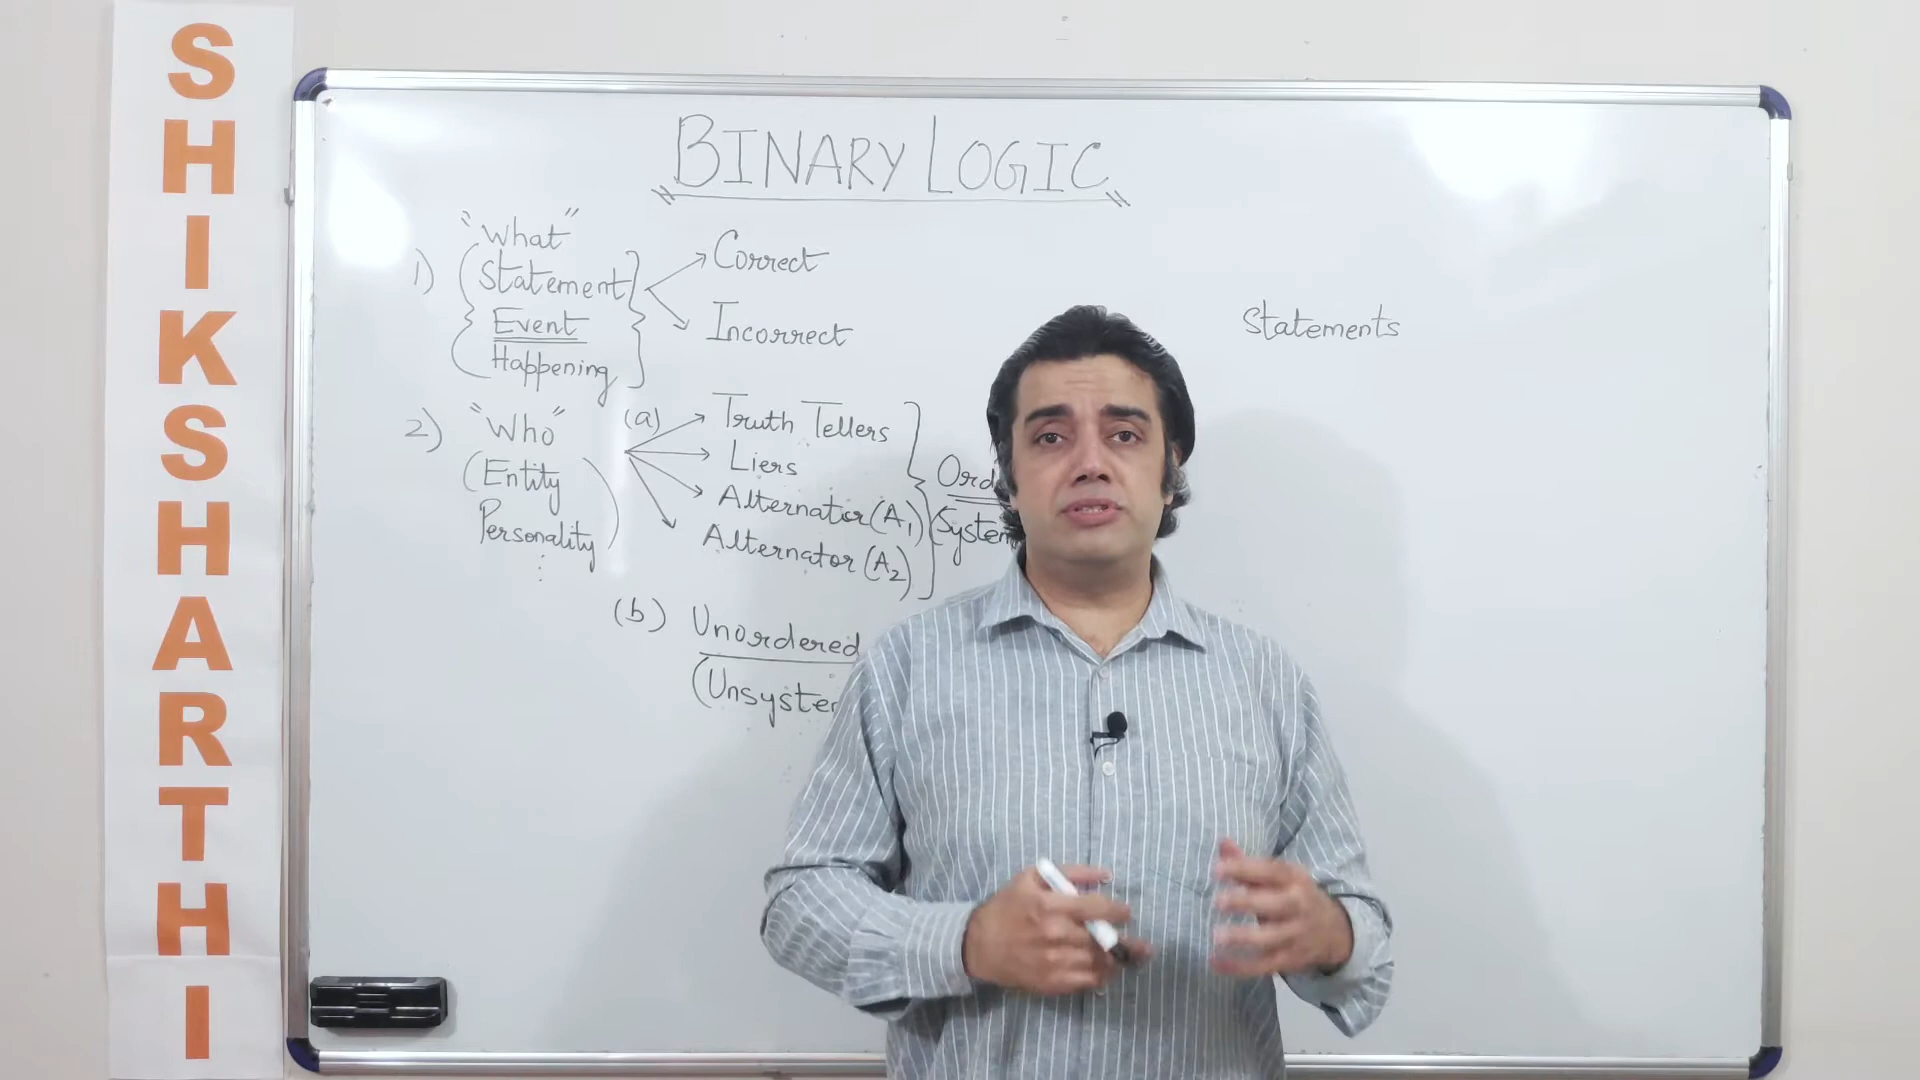 SHIKSHARTHI
BINARY LOGIC
"What"
1) (Statement
Event
Happening
Correct
Incorrect
2) "Who"
(Entity
Personality
(a)
Truth Tellers
Liers
Alternator (A1)
Alternator (A2)
(b) Unordered
Statements